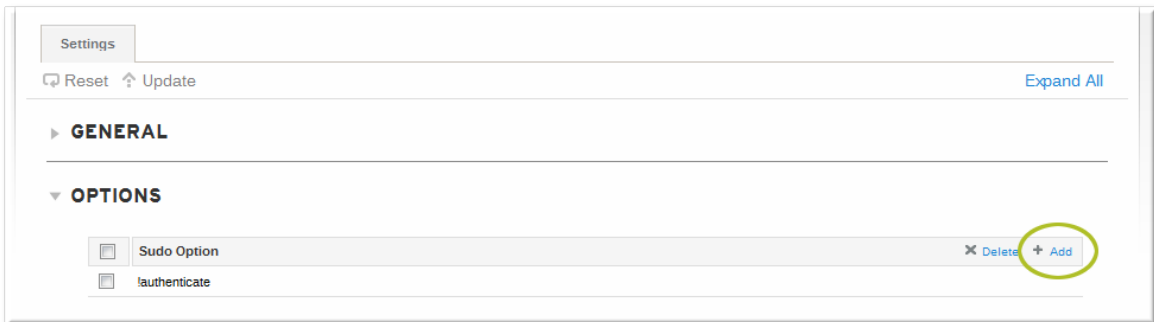 Settings
Reset Update Expand All
GENERAL
OPTIONS
Sudo Option Delete + Add
!authenticate